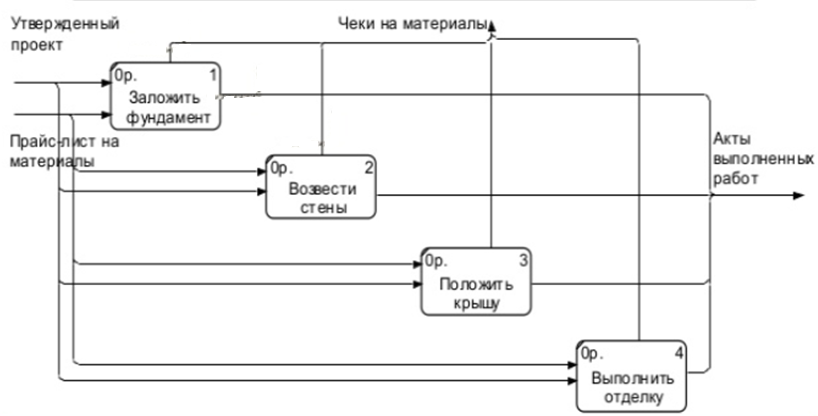 Утвержденный
проект
Чеки на материалы
0р. 1
Заложить
фундамент
Прайс-лист на
материалы
0р. 2
Возвести
стены
Акты
выполненных
работ
0р. 3
Положить
крышу
0р. 4
Выполнить
отделку